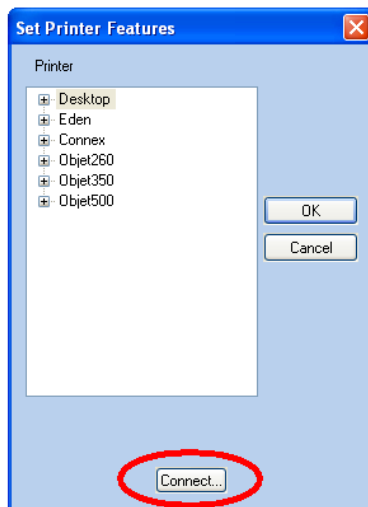 Set Printer Features
Printer
Desktop
Eden
Connex
Objet260
Objet350
Objet500
OK
Cancel
Connect...